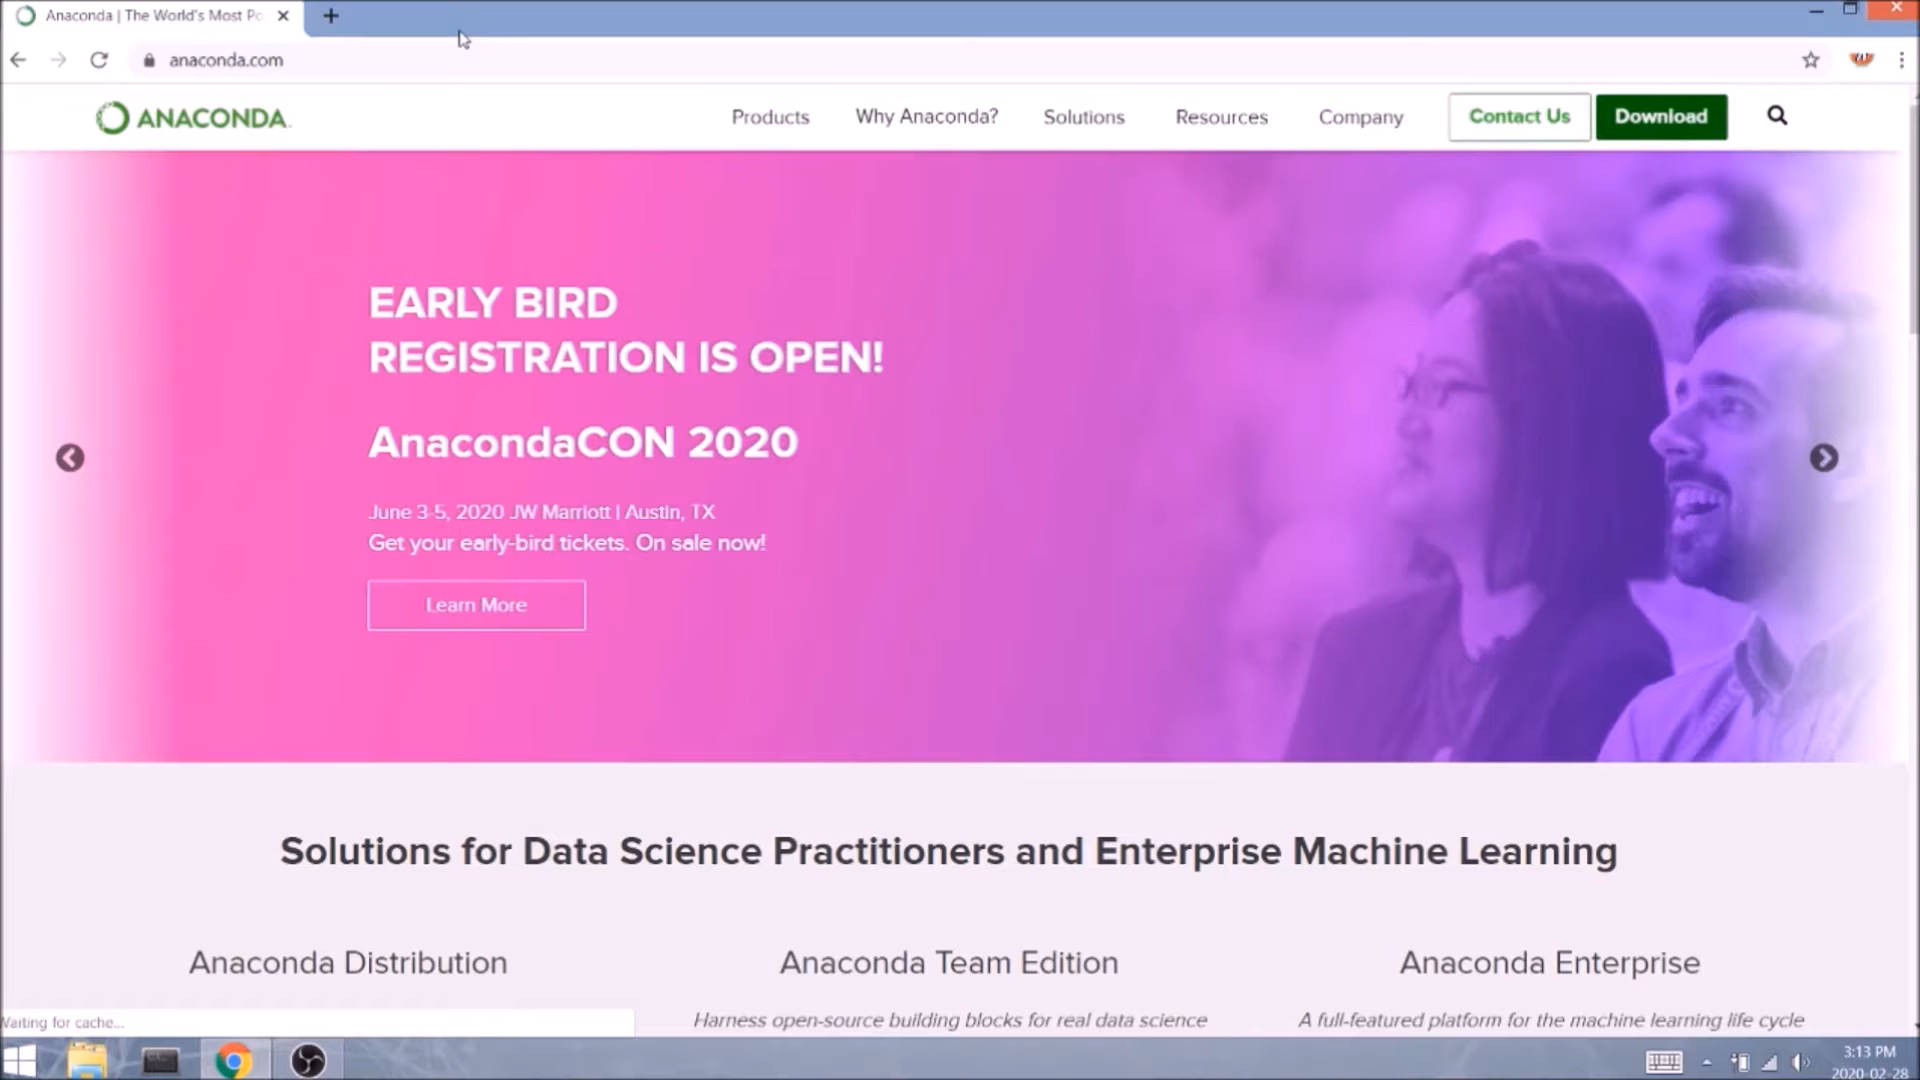 Anaconda | The World's Most Po
anaconda.com
ANACONDA.
Products
Why Anaconda?
Solutions
Resources
Company
Contact Us
Download
EARLY BIRD
REGISTRATION IS OPEN!
AnacondaCON 2020
June 3-5, 2020 JW Marriott | Austin, TX
Get your early-bird tickets. On sale now!
Learn More
Solutions for Data Science Practitioners and Enterprise Machine Learning
Anaconda Distribution
Anaconda Team Edition
Anaconda Enterprise
Harness open-source building blocks for real data science
A full-featured platform for the machine learning life cycle
Waiting for cache...
3:13 PM
2020-02-28